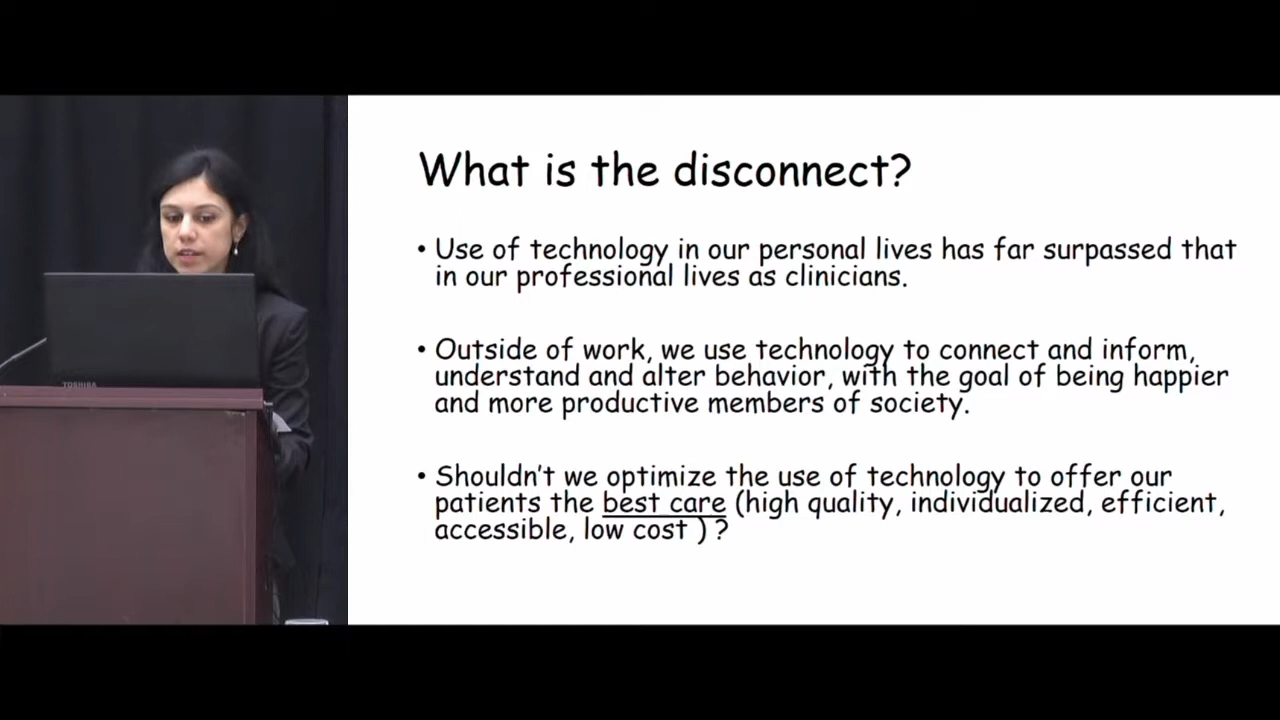 What is the disconnect?
• Use of technology in our personal lives has far surpassed that
in our professional lives as clinicians.
• Outside of work, we use technology to connect and inform,
understand and alter behavior, with the goal of being happier
and more productive members of society.
• Shouldn't we optimize the use of technology to offer our
patients the best care (high quality, individualized, efficient,
accessible, low cost ) ?
TOSHIBA